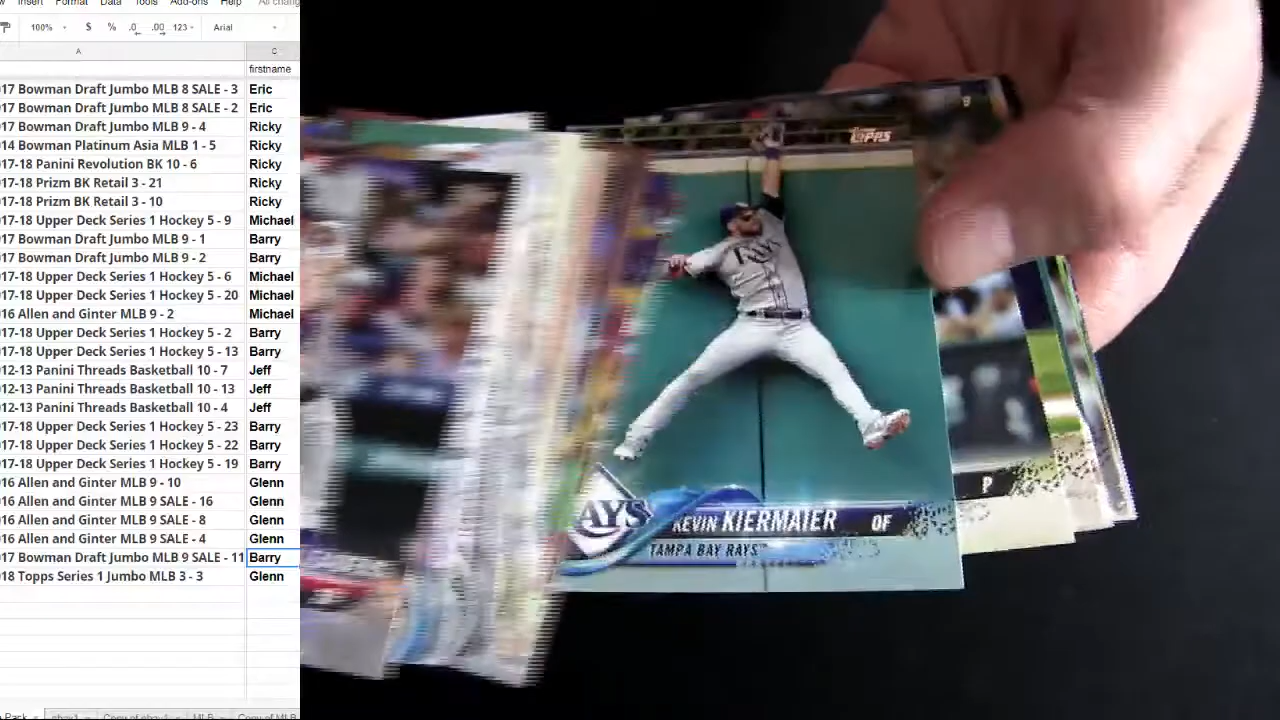 Insert Format Data Tools Add-ons Help
100% $ % .0 .00 123 Arial
A C
firstname
17 Bowman Draft Jumbo MLB 8 SALE - 3 Eric
17 Bowman Draft Jumbo MLB 8 SALE - 2 Eric
17 Bowman Draft Jumbo MLB 9 - 4 Ricky
14 Bowman Platinum Asia MLB 1 - 5 Ricky
17-18 Panini Revolution BK 10 - 6 Ricky
17-18 Prizm BK Retail 3 - 21 Ricky
17-18 Prizm BK Retail 3 - 10 Ricky
17-18 Upper Deck Series 1 Hockey 5 - 9 Michael
17 Bowman Draft Jumbo MLB 9 - 1 Barry
17 Bowman Draft Jumbo MLB 9 - 2 Barry
17-18 Upper Deck Series 1 Hockey 5 - 6 Michael
17-18 Upper Deck Series 1 Hockey 5 - 20 Michael
16 Allen and Ginter MLB 9 - 2 Michael
17-18 Upper Deck Series 1 Hockey 5 - 2 Barry
17-18 Upper Deck Series 1 Hockey 5 - 13 Barry
12-13 Panini Threads Basketball 10 - 7 Jeff
12-13 Panini Threads Basketball 10 - 13 Jeff
12-13 Panini Threads Basketball 10 - 4 Jeff
17-18 Upper Deck Series 1 Hockey 5 - 23 Barry
17-18 Upper Deck Series 1 Hockey 5 - 22 Barry
17-18 Upper Deck Series 1 Hockey 5 - 19 Barry
16 Allen and Ginter MLB 9 - 10 Glenn
16 Allen and Ginter MLB 9 SALE - 16 Glenn
16 Allen and Ginter MLB 9 SALE - 8 Glenn
16 Allen and Ginter MLB 9 SALE - 4 Glenn
17 Bowman Draft Jumbo MLB 9 SALE - 11 Barry
18 Topps Series 1 Jumbo MLB 3 - 3 Glenn
TOPPS
RAYS
RAYS
KEVIN KIERMAIER OF
TAMPA BAY RAYS
P